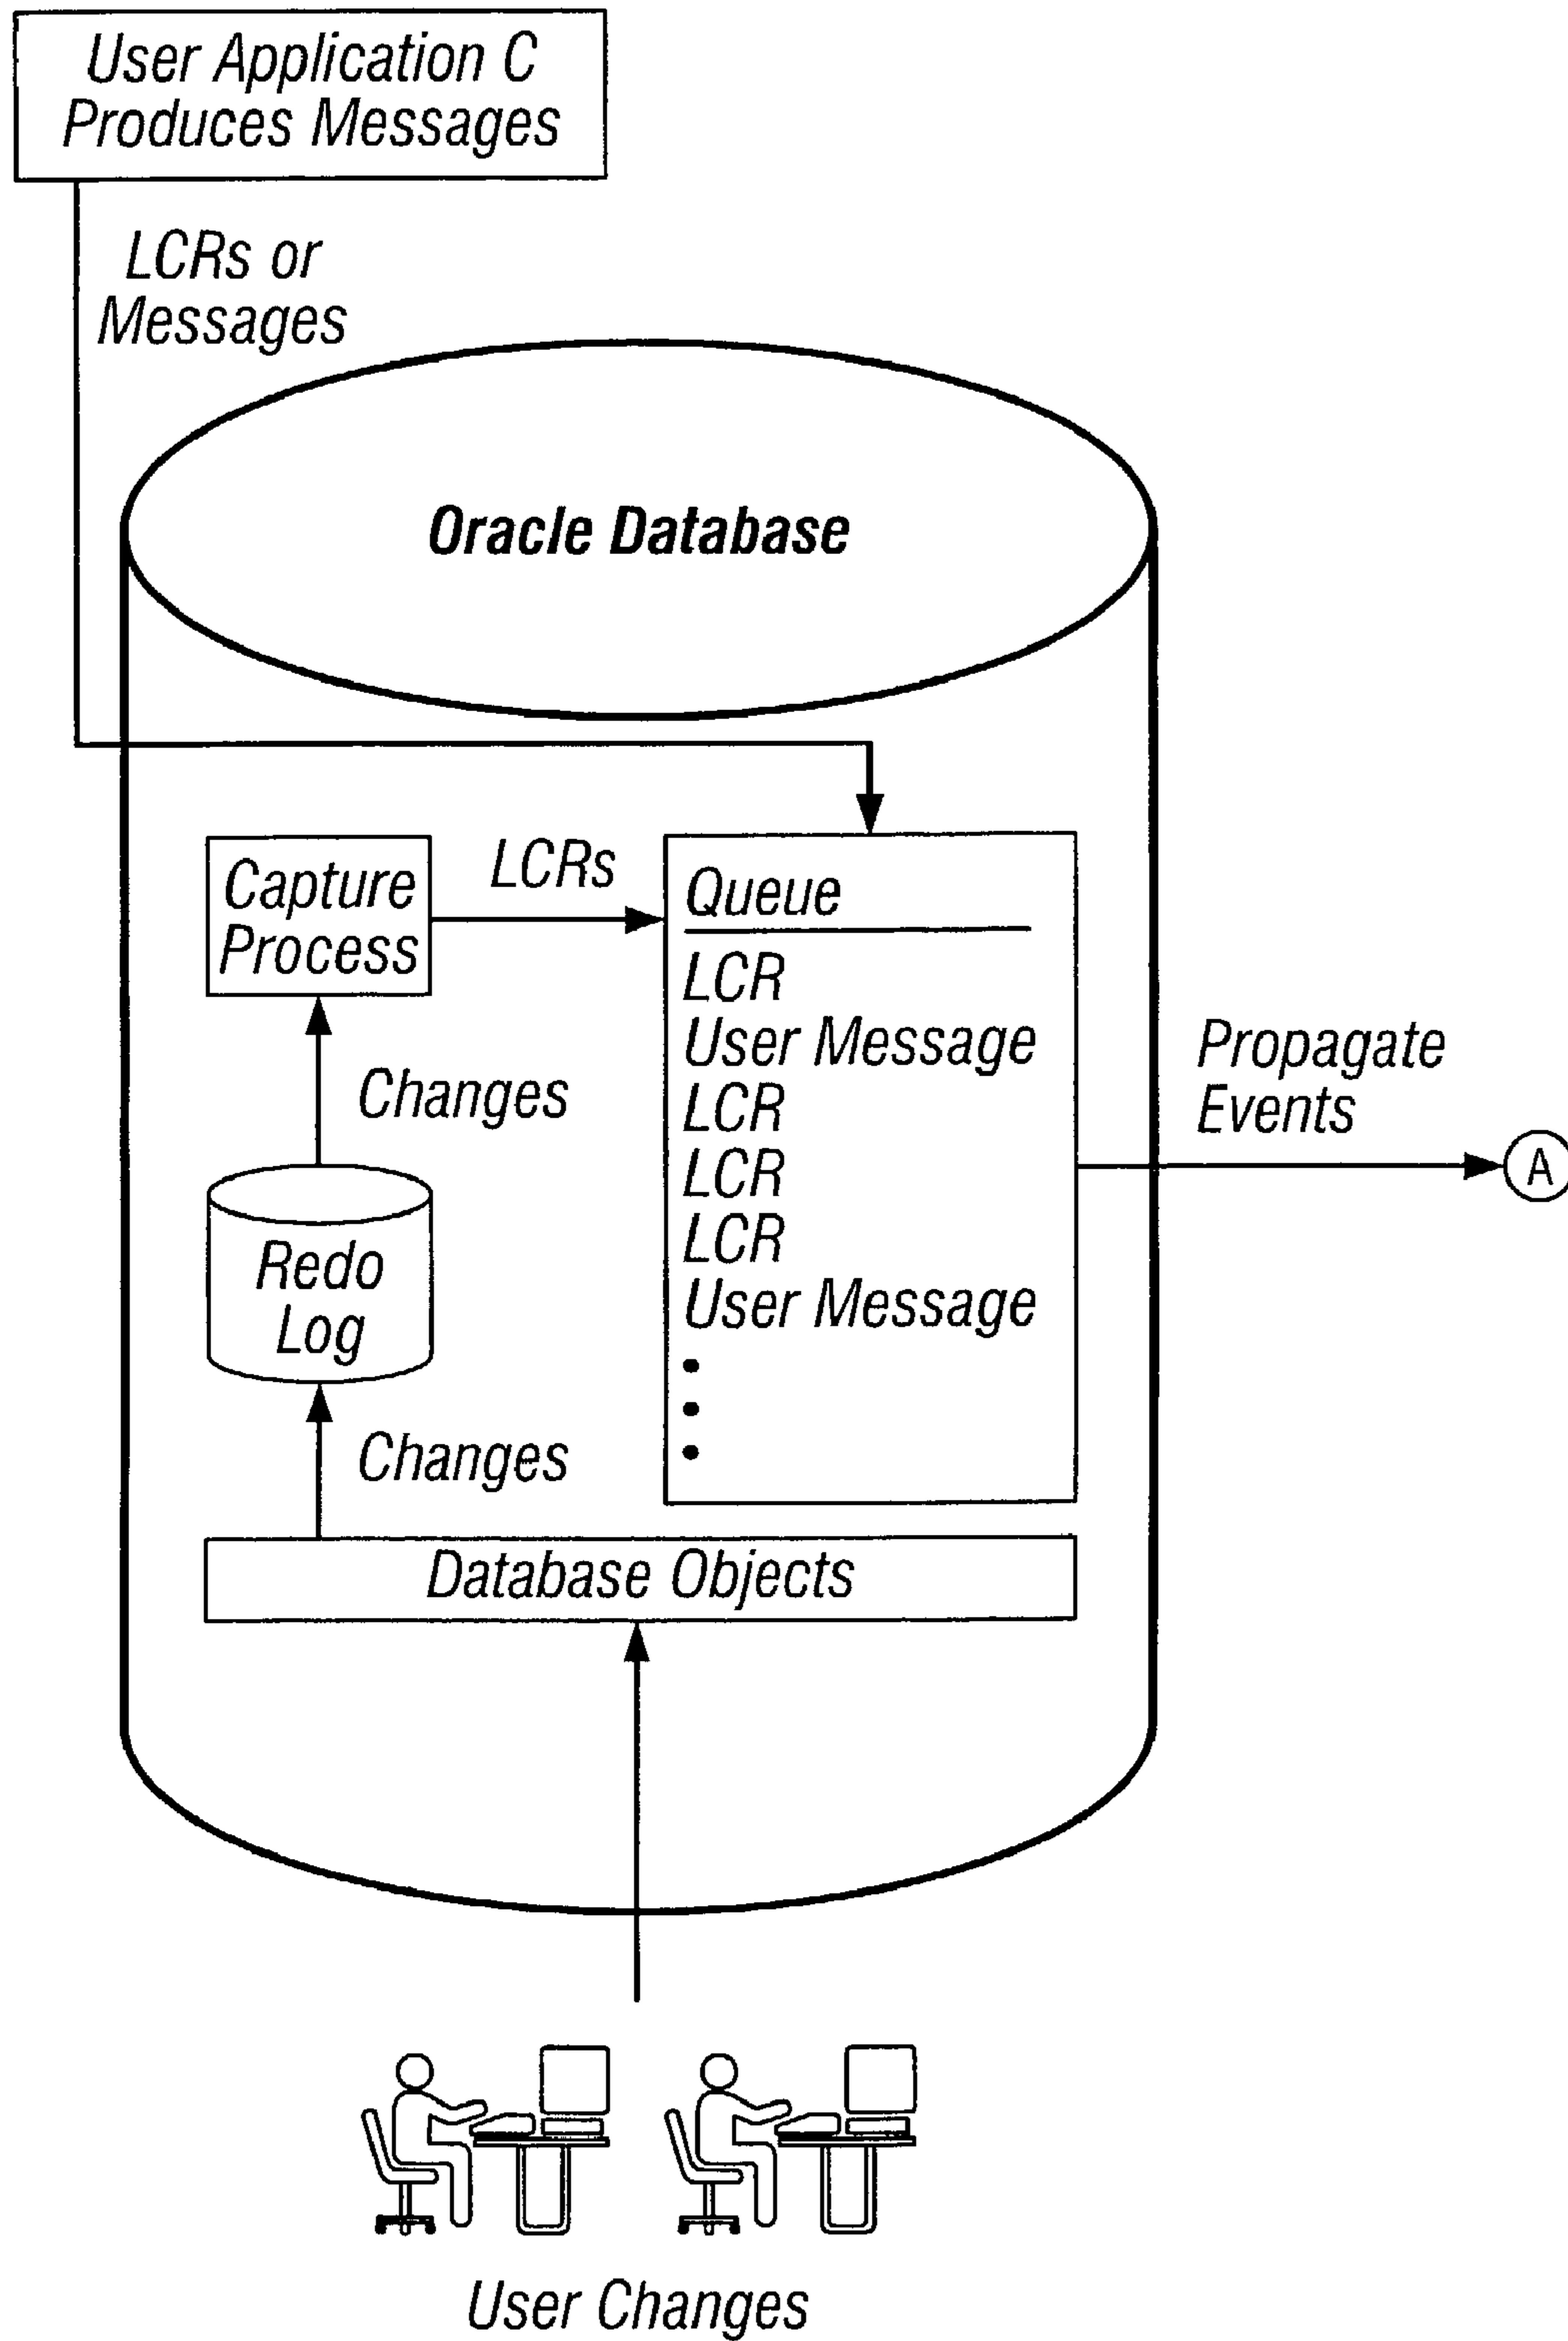 User Application C
Produces Messages
LCRs or
Messages
Oracle Database
Capture
Process
LCRs
Queue
LCR
User Message
LCR
LCR
LCR
User Message
Changes
Redo
Log
Changes
Database Objects
Propagate
Events
A
User Changes